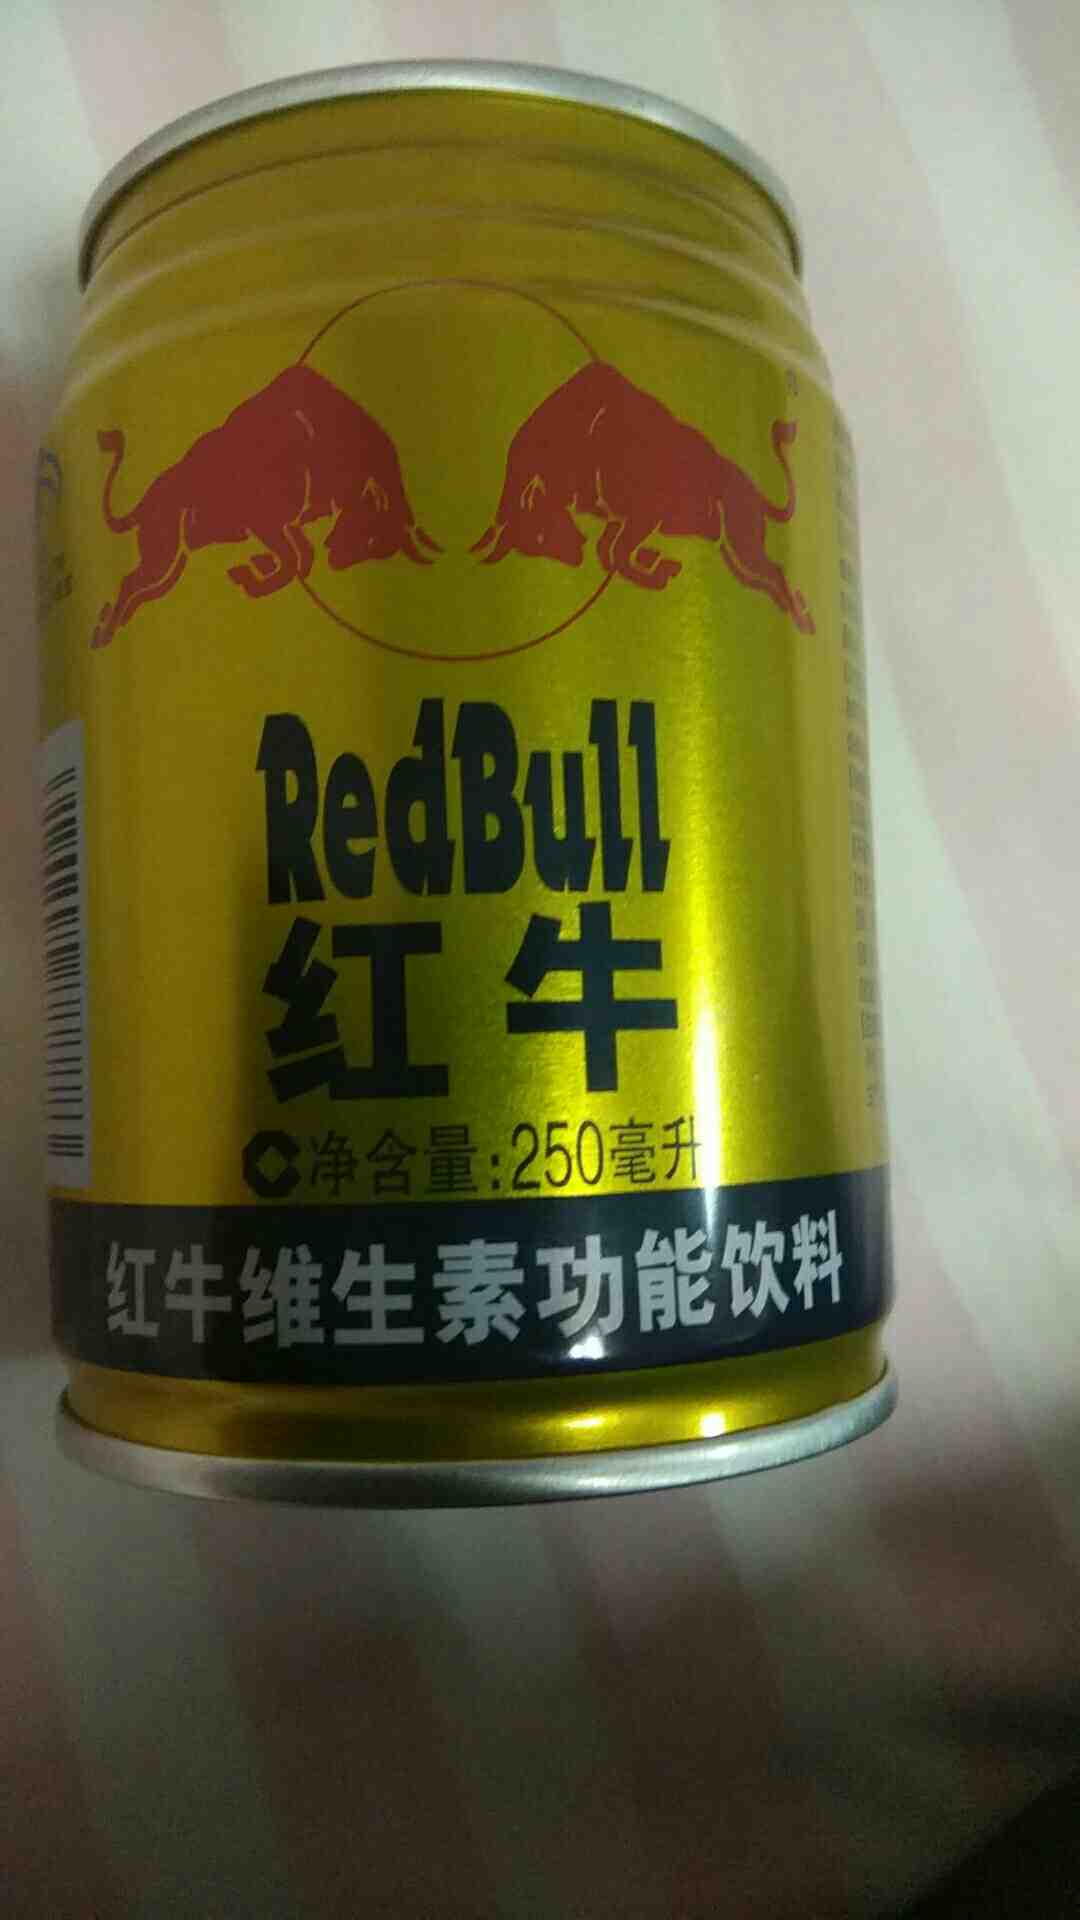 RedBull
红牛
净含量:250毫升
红牛维生素功能饮料